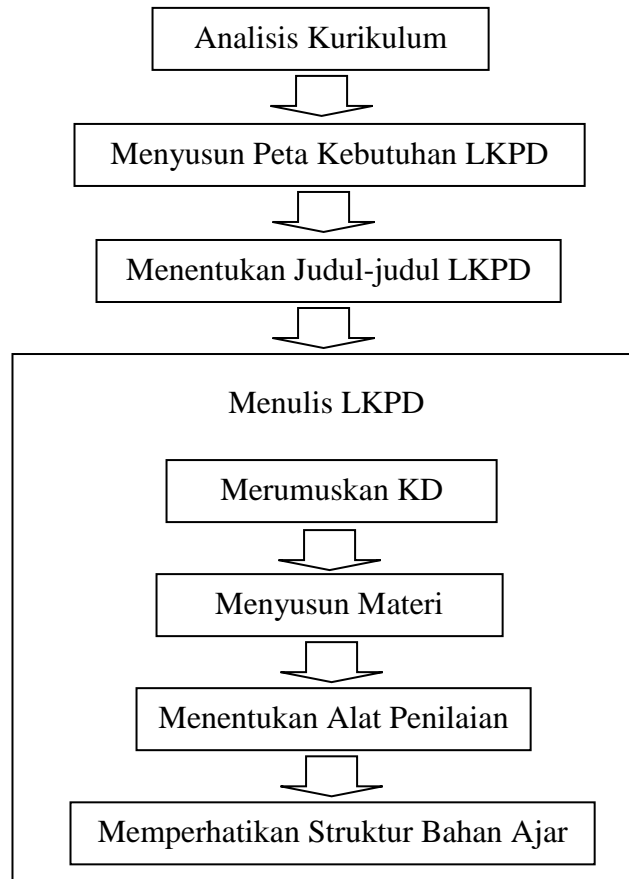 Analisis Kurikulum
Menyusun Peta Kebutuhan LKPD
Menentukan Judul-judul LKPD
Menulis LKPD
Merumuskan KD
Menyusun Materi
Menentukan Alat Penilaian
Memperhatikan Struktur Bahan Ajar